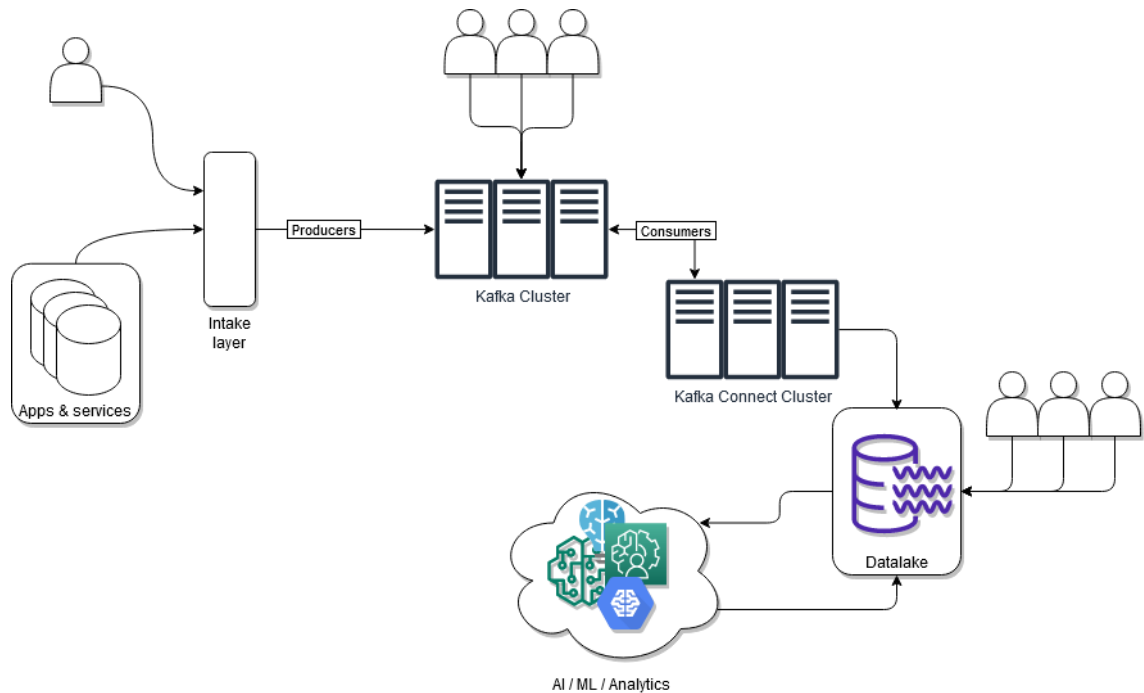 Producers
Consumers
Kafka Cluster
Intake
layer
Kafka Connect Cluster
Apps & services
Datalake
AI / ML / Analytics